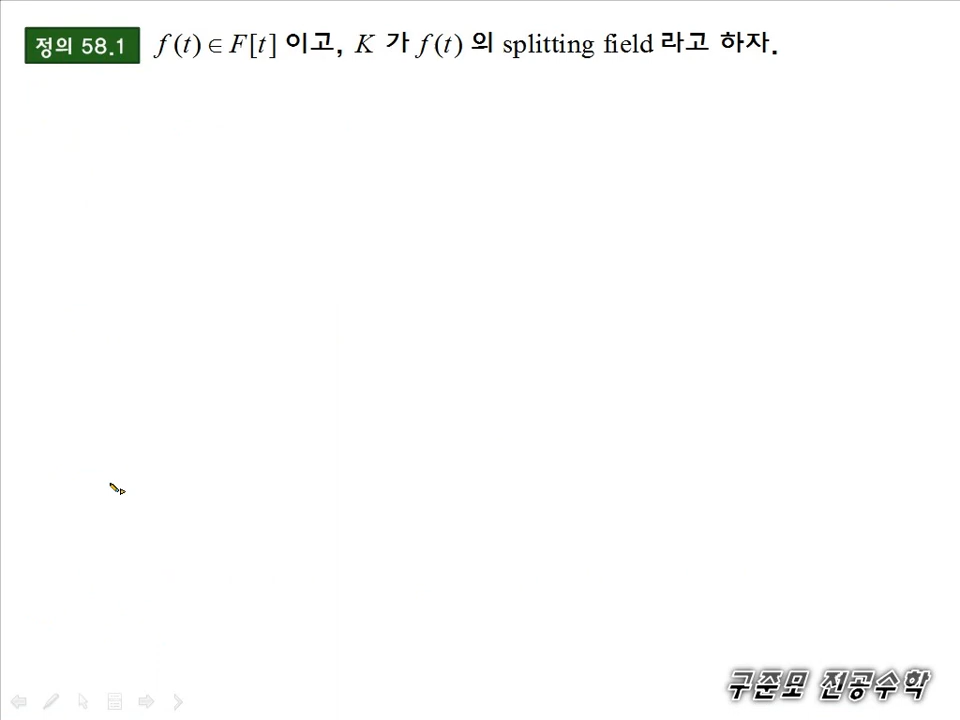 정의 58.1 f(t) ∈ F[t] 이고, K 가 f(t) 의 splitting field 라고 하자.
구준모 전공수학